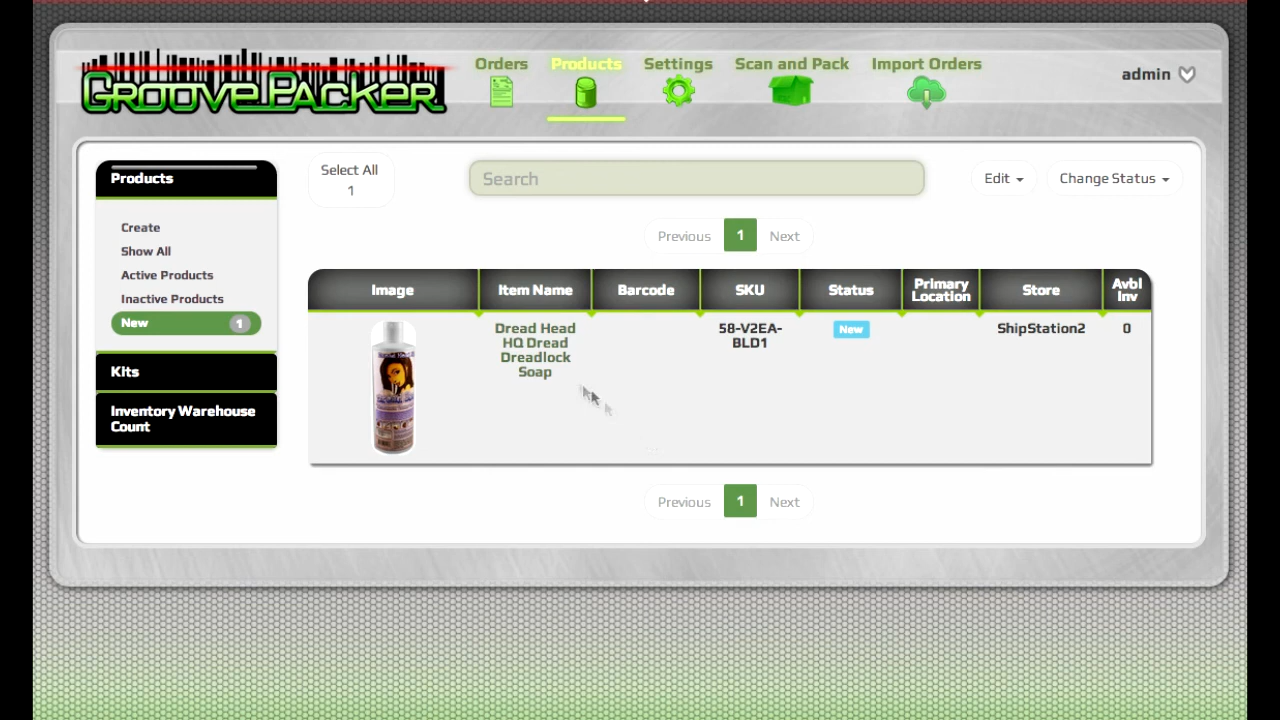 GROOVEPACKER
Orders
Products
Settings
Scan and Pack
Import Orders
admin
Products
Create
Show All
Active Products
Inactive Products
New 1
Kits
Inventory Warehouse
Count
Select All
1
Search
Edit
Change Status
Previous 1 Next
Image
Item Name
Barcode
SKU
Status
Primary
Location
Store
Avbl
Inv
Dread Head
HQ Dread
Dreadlock
Soap
58-V2EA-
BLD1
New
ShipStation2
0
Previous 1 Next